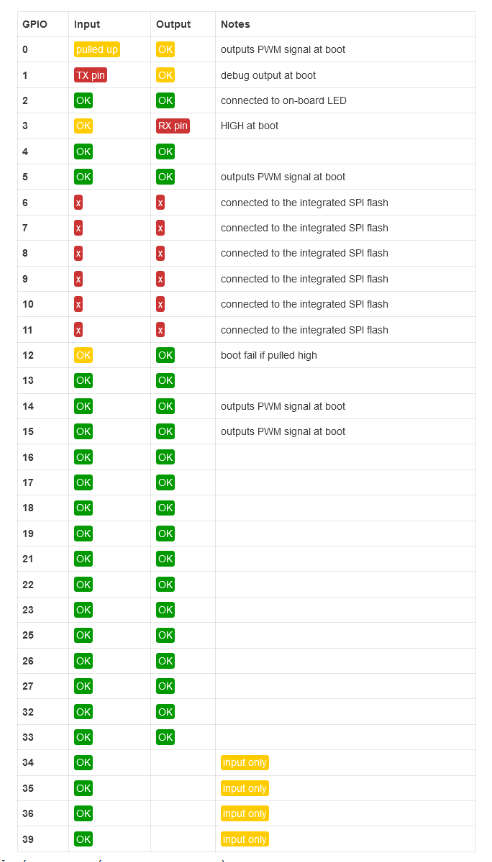 GPIO Input Output Notes
0 pulled up OK outputs PWM signal at boot
1 TX pin OK debug output at boot
2 OK OK connected to on-board LED
3 OK RX pin HIGH at boot
4 OK OK
5 OK OK outputs PWM signal at boot
6 x x connected to the integrated SPI flash
7 x x connected to the integrated SPI flash
8 x x connected to the integrated SPI flash
9 x x connected to the integrated SPI flash
10 x x connected to the integrated SPI flash
11 x x connected to the integrated SPI flash
12 OK OK boot fail if pulled high
13 OK OK
14 OK OK outputs PWM signal at boot
15 OK OK outputs PWM signal at boot
16 OK OK
17 OK OK
18 OK OK
19 OK OK
21 OK OK
22 OK OK
23 OK OK
25 OK OK
26 OK OK
27 OK OK
32 OK OK
33 OK OK
34 OK input only
35 OK input only
36 OK input only
39 OK input only